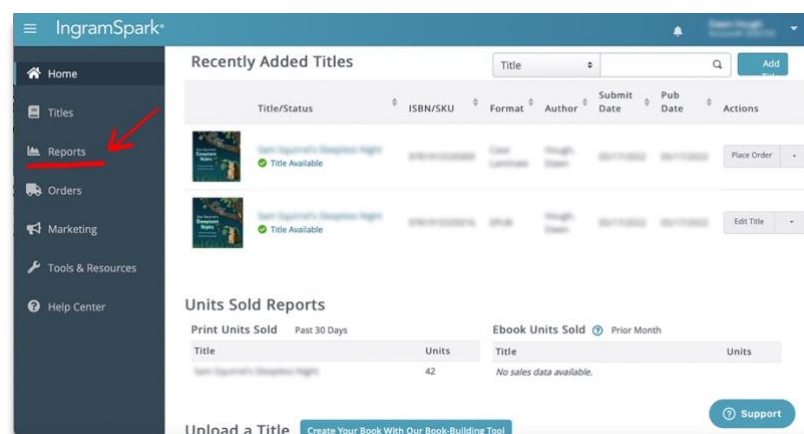 IngramSpark®
Home
Titles
Reports
Orders
Marketing
Tools & Resources
Help Center
Recently Added Titles
Title
Add
Title/Status
ISBN/SKU
Format
Author
Submit Date
Pub Date
Actions
Title Available
Place Order
Title Available
Edit Title
Units Sold Reports
Print Units Sold Past 30 Days
Title Units
42
Ebook Units Sold Prior Month
Title Units
No sales data available.
Support
Upload a Title Create Your Book With Our Book-Building Tool